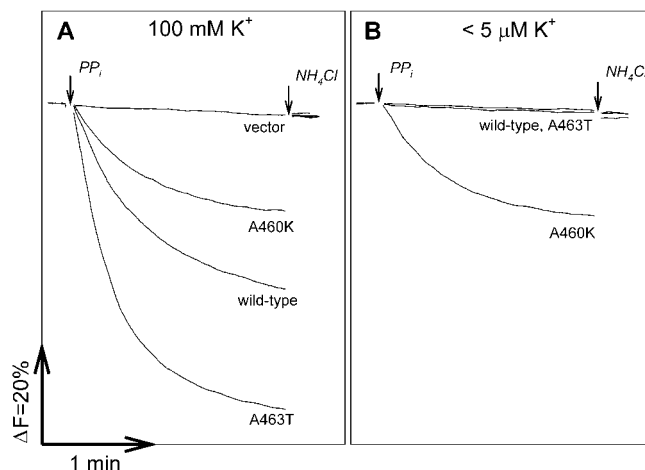 A 100 mM K⁺
PPᵢ
NH₄Cl
vector
A460K
wild-type
A463T
ΔF=20%
1 min
B < 5 μM K⁺
PPᵢ
NH₄C
wild-type, A463T
A460K